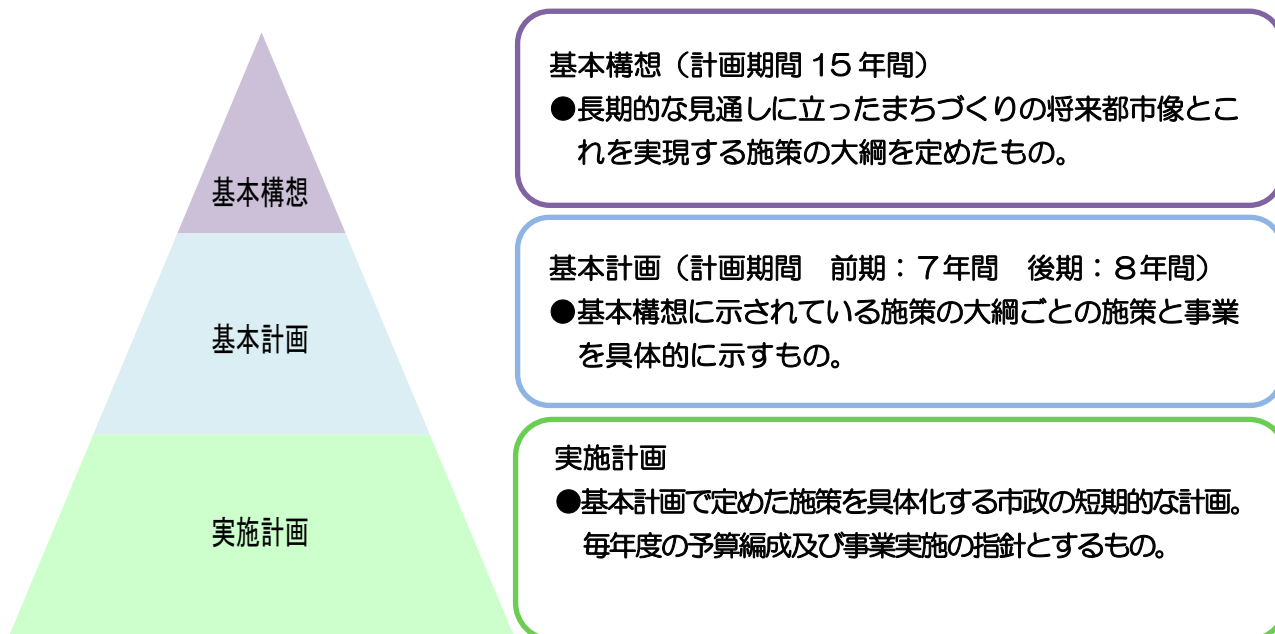 基本構想
基本構想（計画期間 15 年間）
●長期的な見通しに立ったまちづくりの将来都市像とこ
れを実現する施策の大綱を定めたもの。
基本計画
基本計画（計画期間　前期：７年間　後期：８年間）
●基本構想に示されている施策の大綱ごとの施策と事業
を具体的に示すもの。
実施計画
実施計画
●基本計画で定めた施策を具体化する市政の短期的な計画。
毎年度の予算編成及び事業実施の指針とするもの。